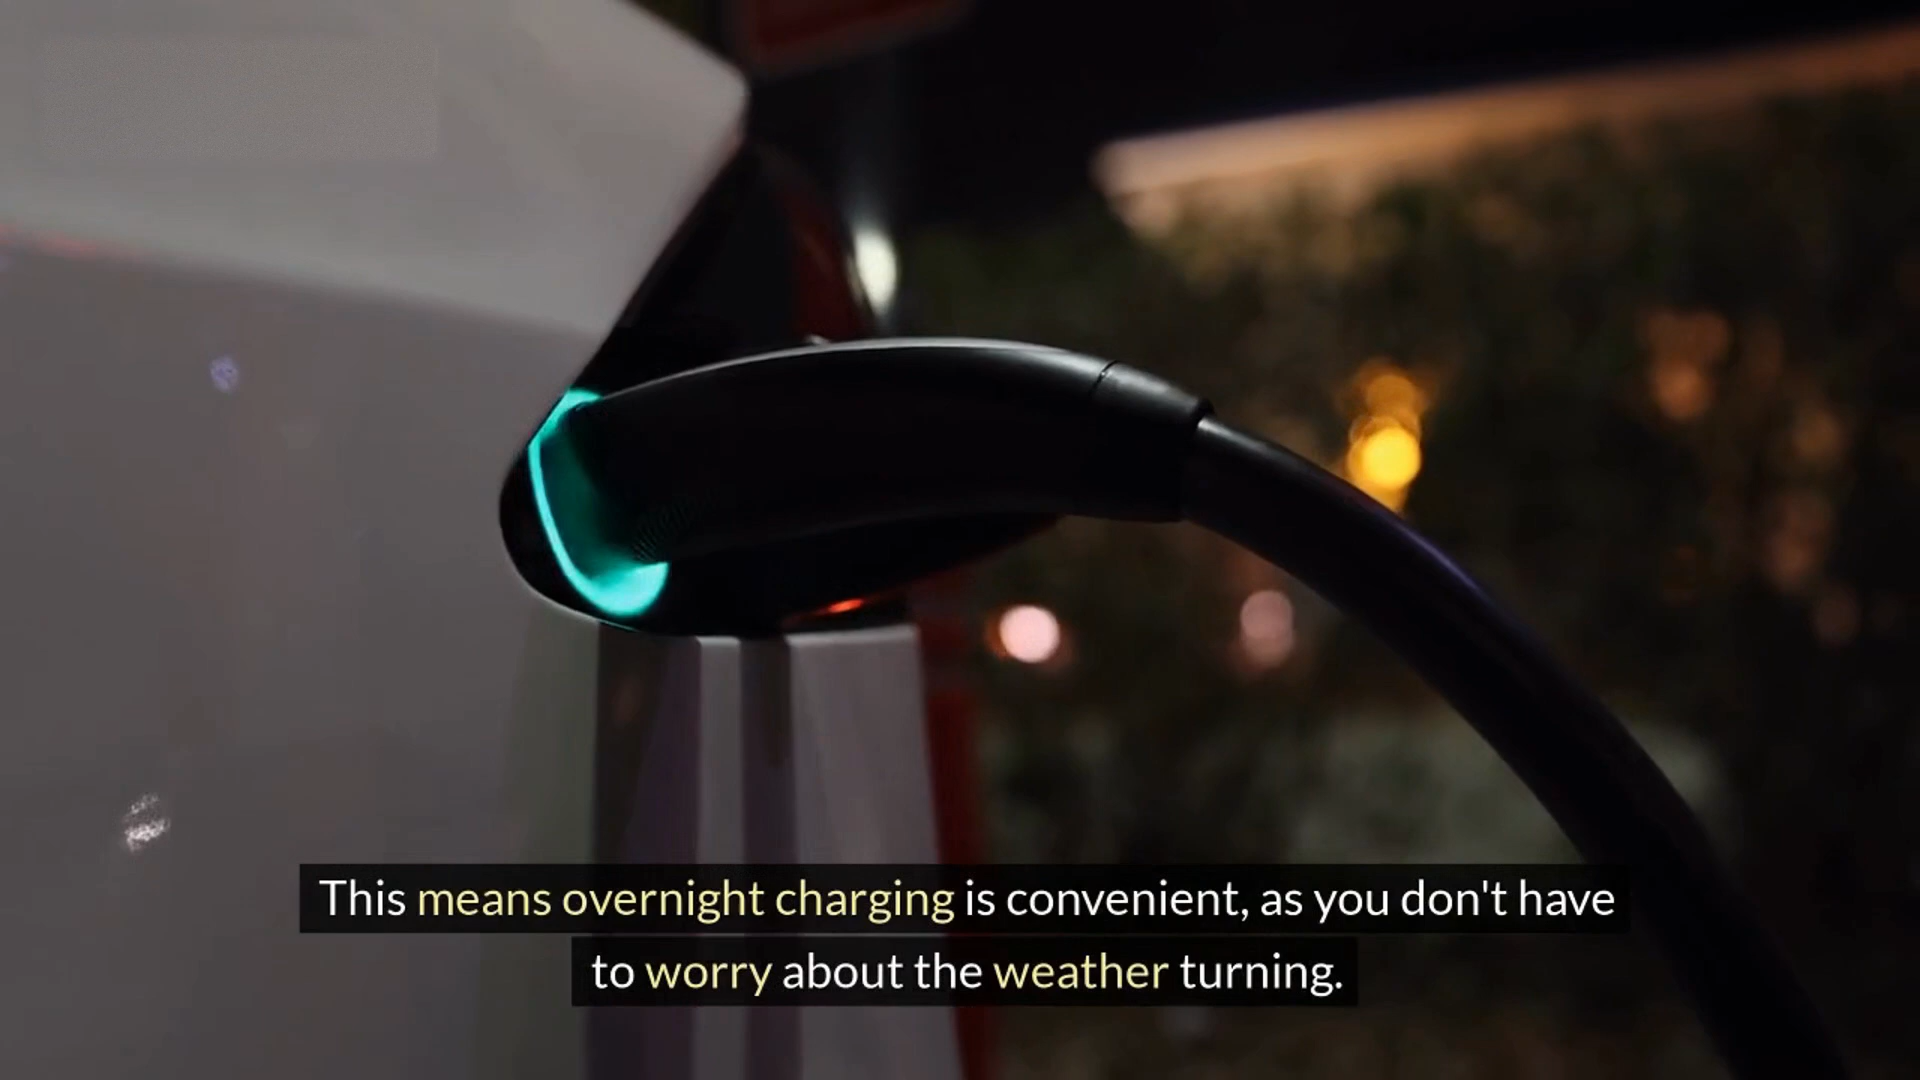 This means overnight charging is convenient, as you don't have
to worry about the weather turning.